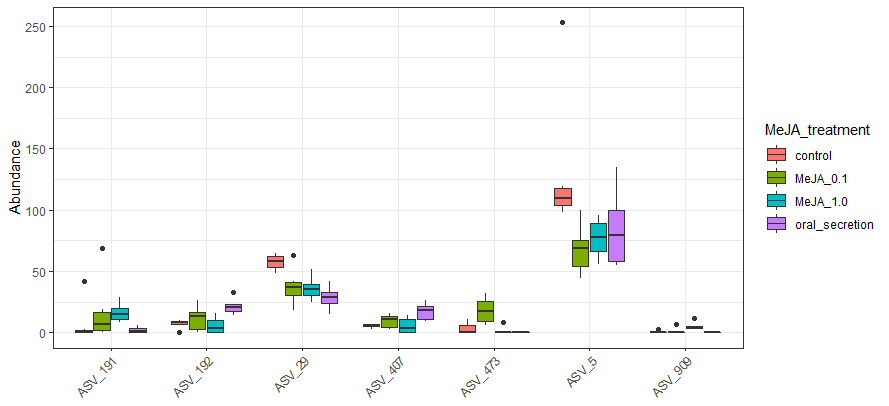 250
200
150
100
50
0
Abundance
ASV_191
ASV_192
ASV_29
ASV_407
ASV_473
ASV_5
ASV_909
MeJA_treatment
control
MeJA_0.1
MeJA_1.0
oral_secretion